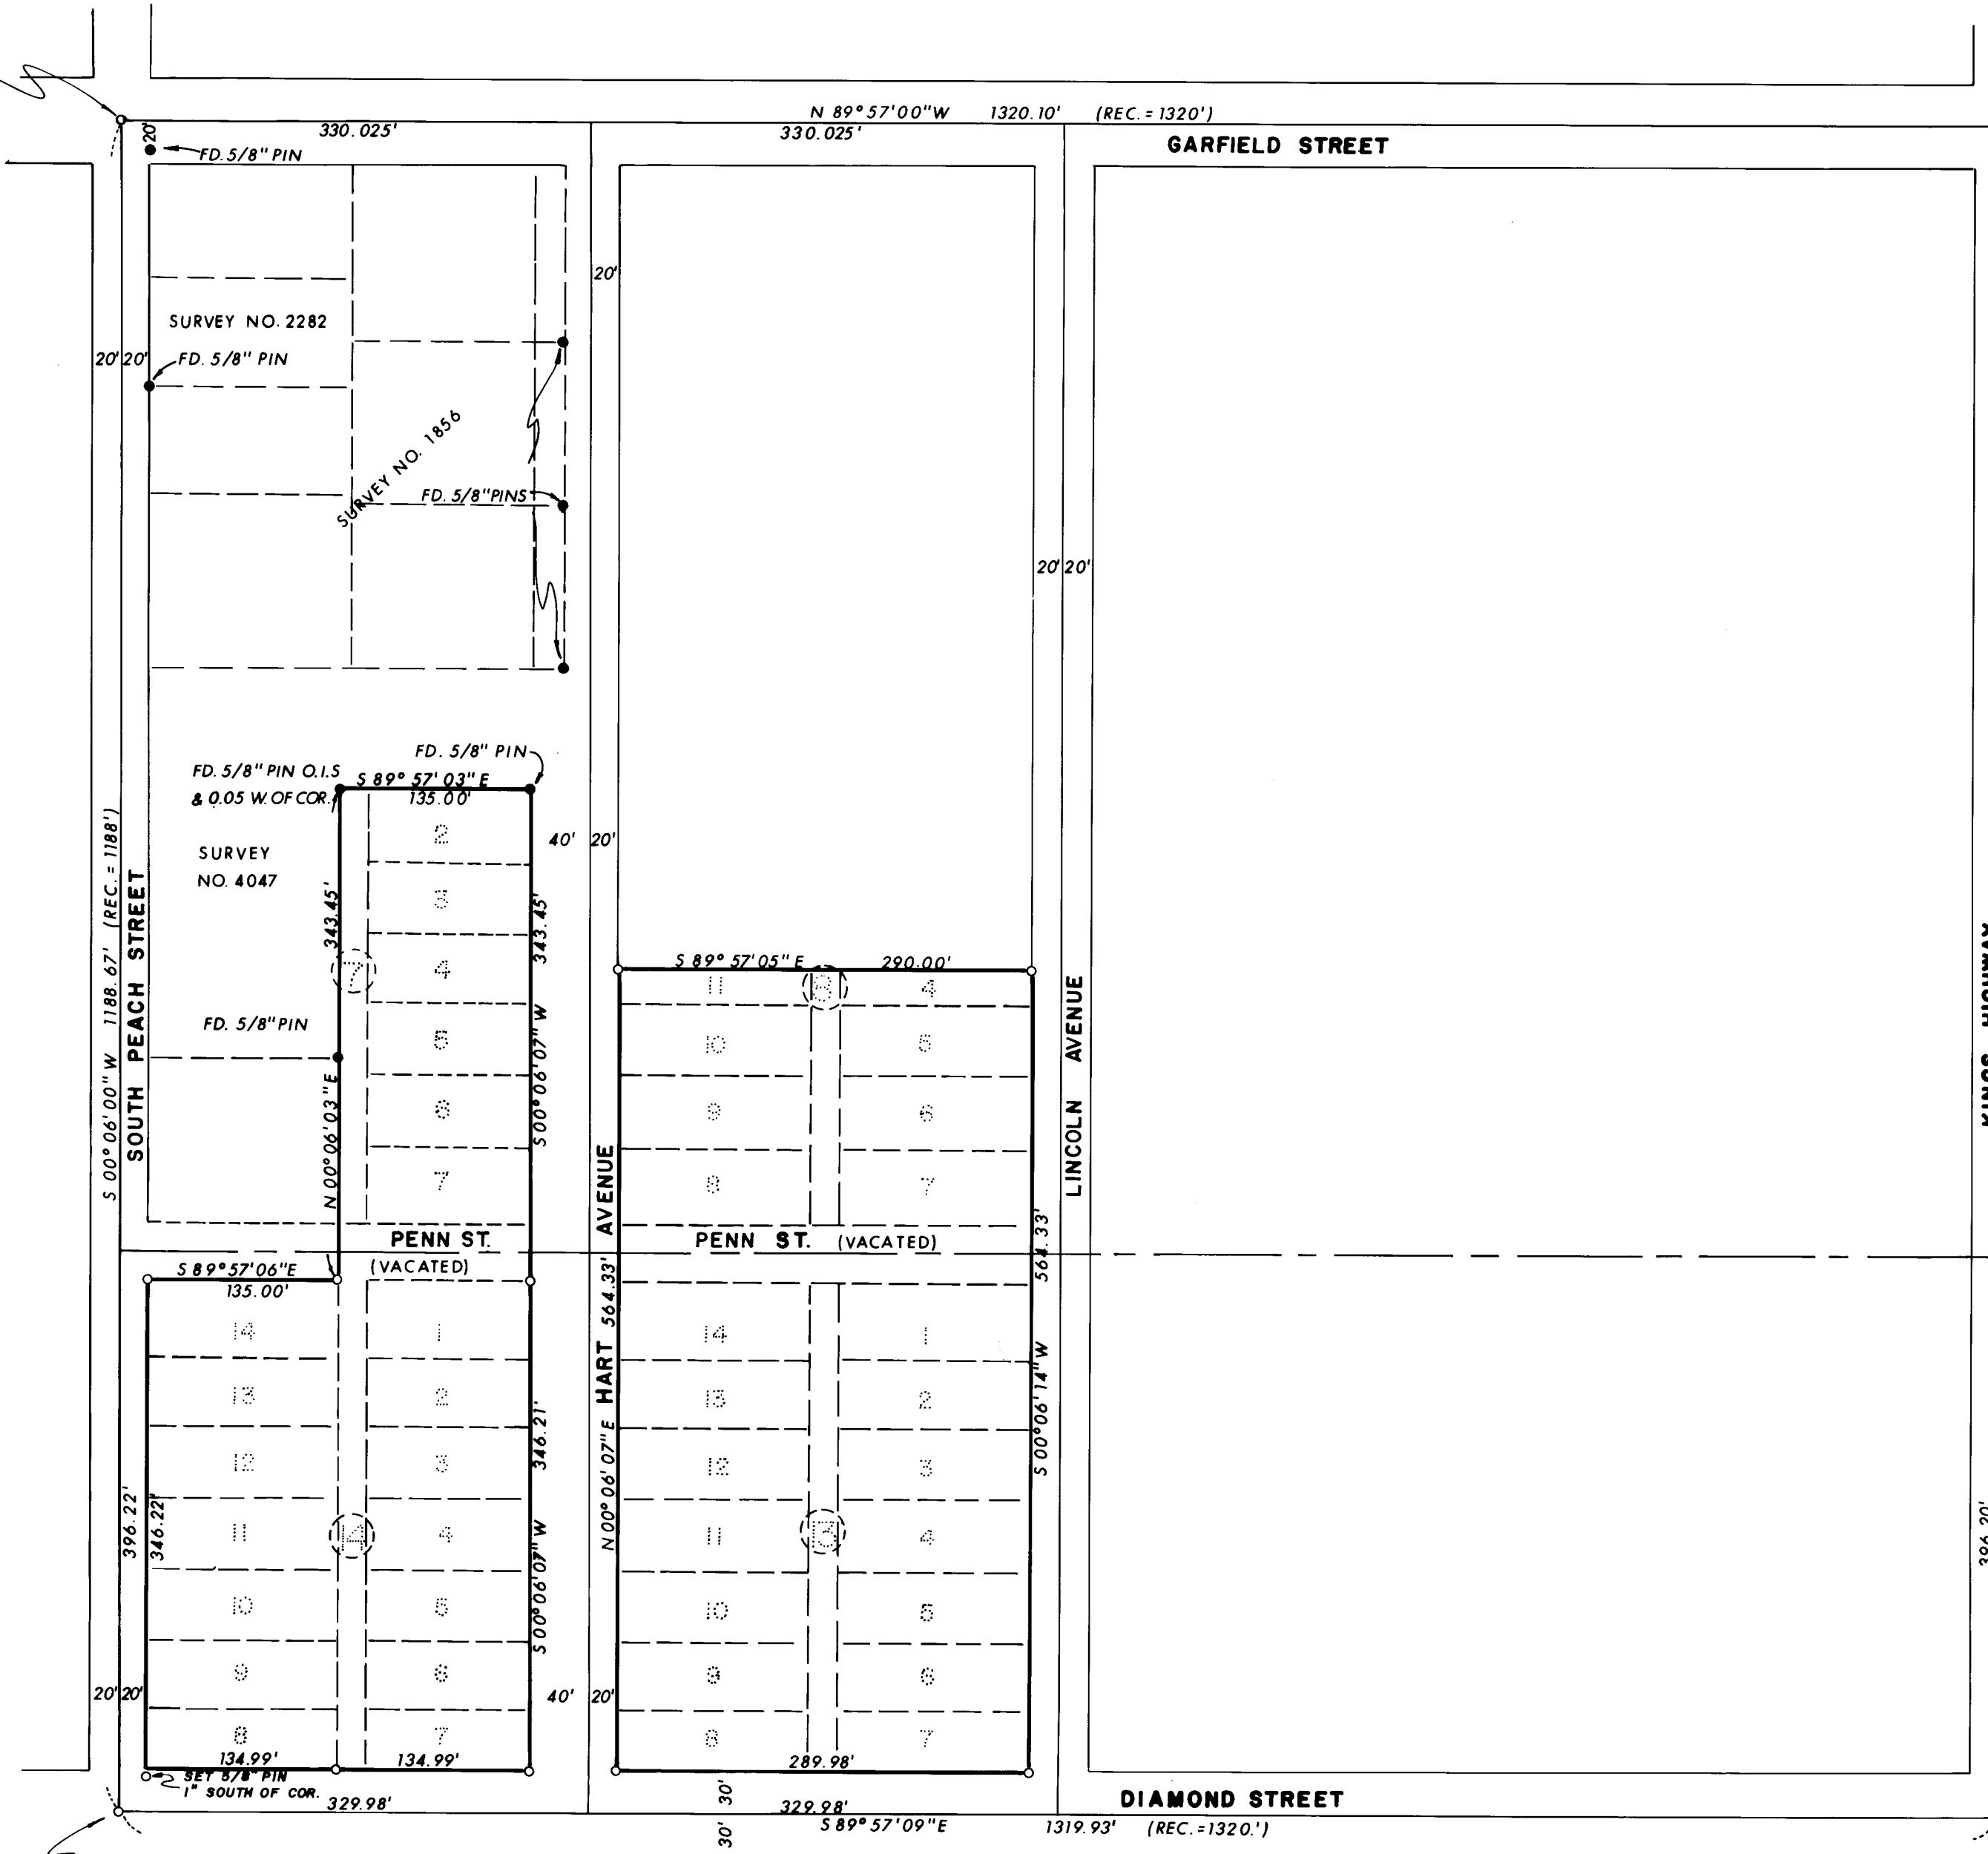 N 89°57'00"W 1320.10' (REC.=1320')
330.025'
330.025'
GARFIELD STREET
20'
FD. 5/8" PIN
20'
SURVEY NO. 2282
20' 20'
FD. 5/8" PIN
SURVEY NO. 1856
FD. 5/8" PINS
20' 20'
FD. 5/8" PIN
FD. 5/8" PIN O.I.S
& 0.05 W. OF COR.
S 89° 57' 03" E
135.00'
40' 20'
SURVEY
NO. 4047
2
3
4
5
6
7
7
343.45'
343.45'
S 00° 06' 07" W
N 00° 06' 03" E
FD. 5/8" PIN
S 00° 06' 00" W 1188.67' (REC.=1188')
SOUTH PEACH STREET
S 89° 57' 05" E 290.00'
11
8
4
10
5
9
6
8
7
LINCOLN AVENUE
HART AVENUE
PENN ST.
(VACATED)
PENN ST. (VACATED)
564.33'
564.33'
N 00° 06' 07" E
S 00° 06' 14" W
S 89° 57' 06" E
135.00'
14
1
13
2
12
3
11
14
4
10
5
9
6
8
7
396.22'
346.22'
346.21'
S 00° 06' 07" W
14
1
13
2
12
3
11
13
4
10
5
9
6
8
7
396.20'
KINGS HIGHWAY
20' 20'
40' 20'
134.99'
134.99'
289.98'
SET 5/8" PIN
1" SOUTH OF COR.
329.98'
30' 30'
329.98'
S 89° 57' 09" E 1319.93' (REC.=1320.')
DIAMOND STREET